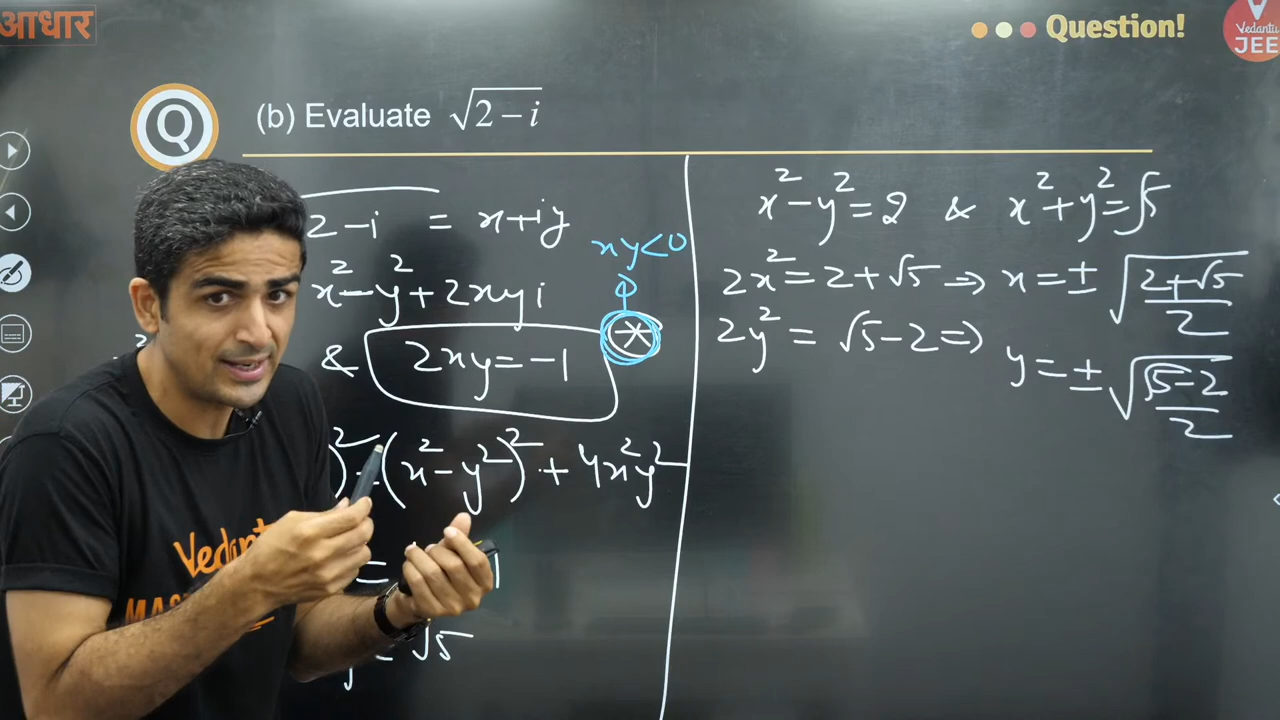 आधार
Question!
Vedantu
JEE
Q
(b) Evaluate √(2 − i)
2 − i = x + iy
xy < 0
x² − y² + 2xyi
& 2xy = −1 *
)² = (x² − y²)² + 4x²y²
=
= √5
x² − y² = 2 & x² + y² = √5
2x² = 2 + √5 ⇒ x = ± √((2 + √5)/2)
2y² = √5 − 2 ⇒ y = ± √((√5 − 2)/2)